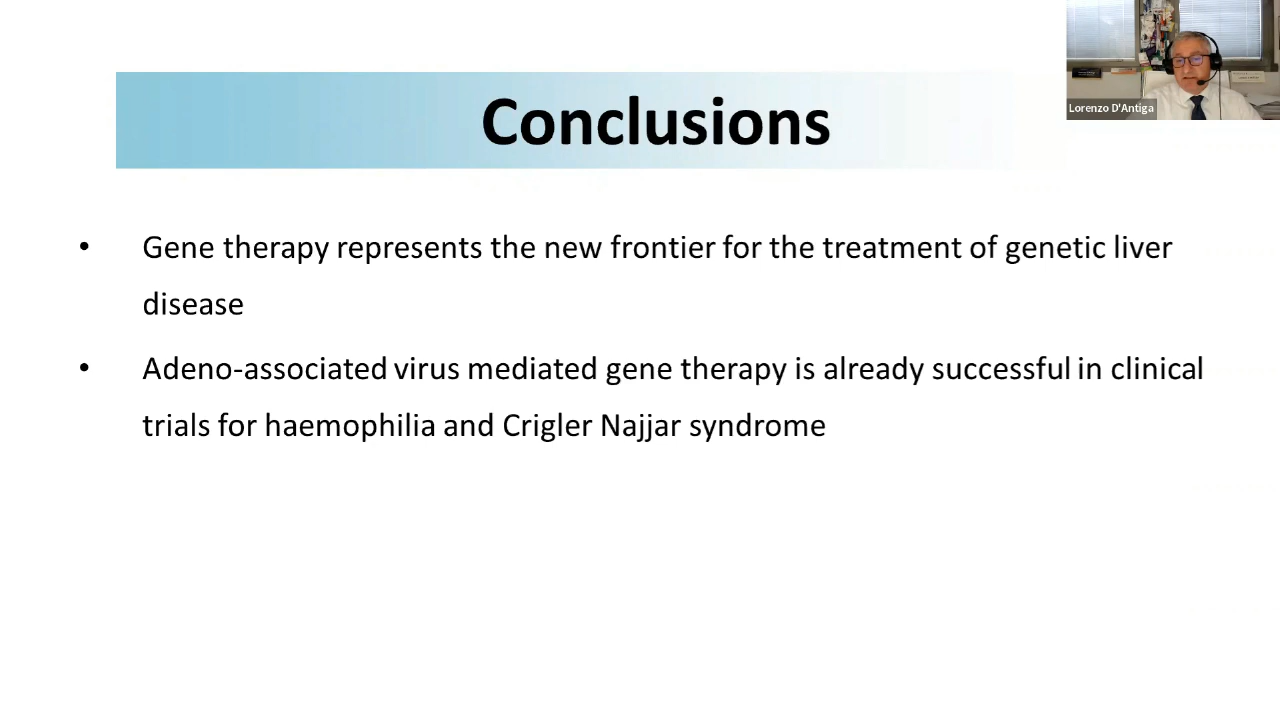 Conclusions
Lorenzo D'Antiga
• Gene therapy represents the new frontier for the treatment of genetic liver
disease
• Adeno-associated virus mediated gene therapy is already successful in clinical
trials for haemophilia and Crigler Najjar syndrome